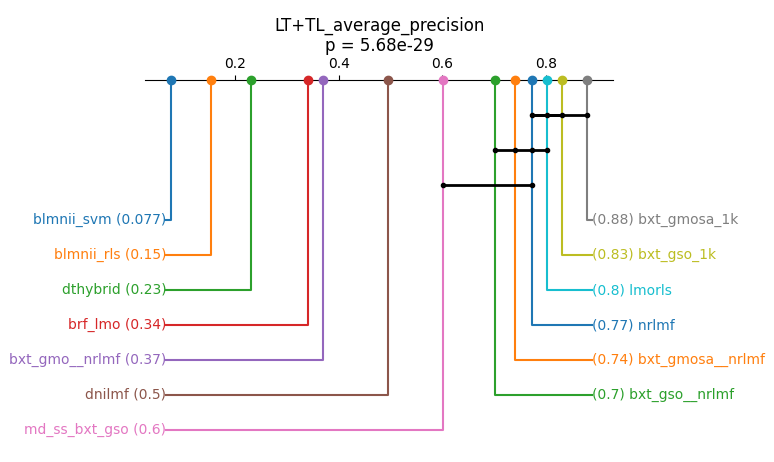 LT+TL_average_precision
p = 5.68e-29
0.2 0.4 0.6 0.8
blmnii_svm (0.077) (0.88) bxt_gmosa_1k
blmnii_rls (0.15) (0.83) bxt_gso_1k
dthybrid (0.23) (0.8) lmorls
brf_lmo (0.34) (0.77) nrlmf
bxt_gmo__nrlmf (0.37) (0.74) bxt_gmosa__nrlmf
dnilmf (0.5) (0.7) bxt_gso__nrlmf
md_ss_bxt_gso (0.6)